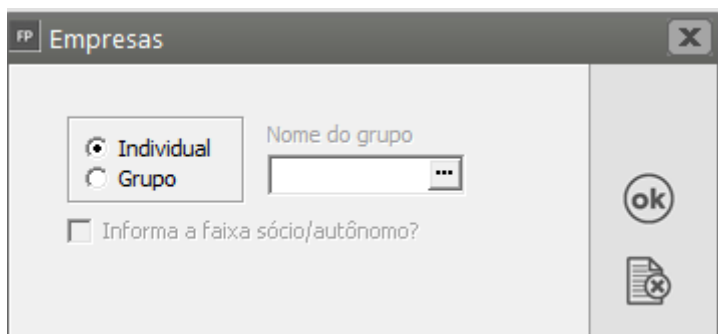 FP Empresas
Individual
Grupo
Nome do grupo
...
Informa a faixa sócio/autônomo?
ok